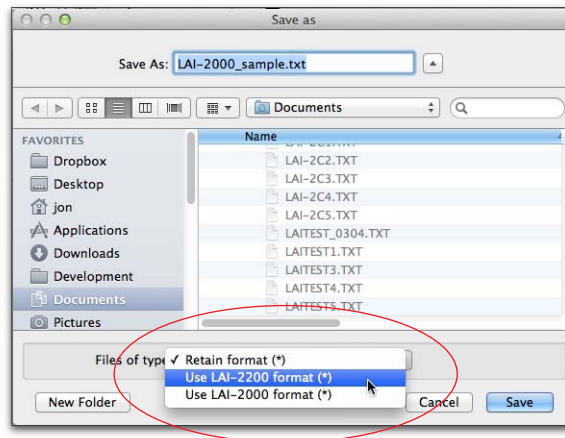 Save as
Save As: LAI-2000_sample.txt
Documents
FAVORITES
Dropbox
Desktop
jon
Applications
Downloads
Development
Documents
Pictures
Name
LAI-2C2.TXT
LAI-2C3.TXT
LAI-2C4.TXT
LAI-2C5.TXT
LAITEST_0304.TXT
LAITEST1.TXT
LAITEST3.TXT
LAITEST4.TXT
LAITEST5.TXT
Files of type
✓ Retain format (*)
Use LAI-2200 format (*)
Use LAI-2000 format (*)
New Folder
Cancel
Save